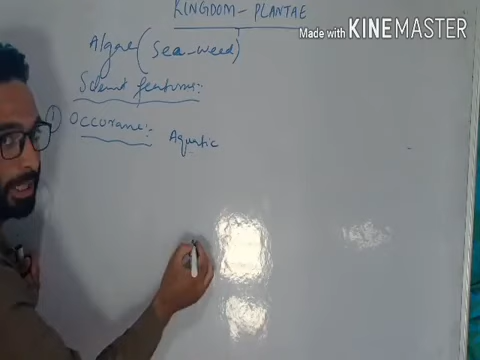 KINGDOM - PLANTAE
Made with KINEMASTER
Algae (Sea-weed)
Salient features:-
① Occurance:-
Aquatic